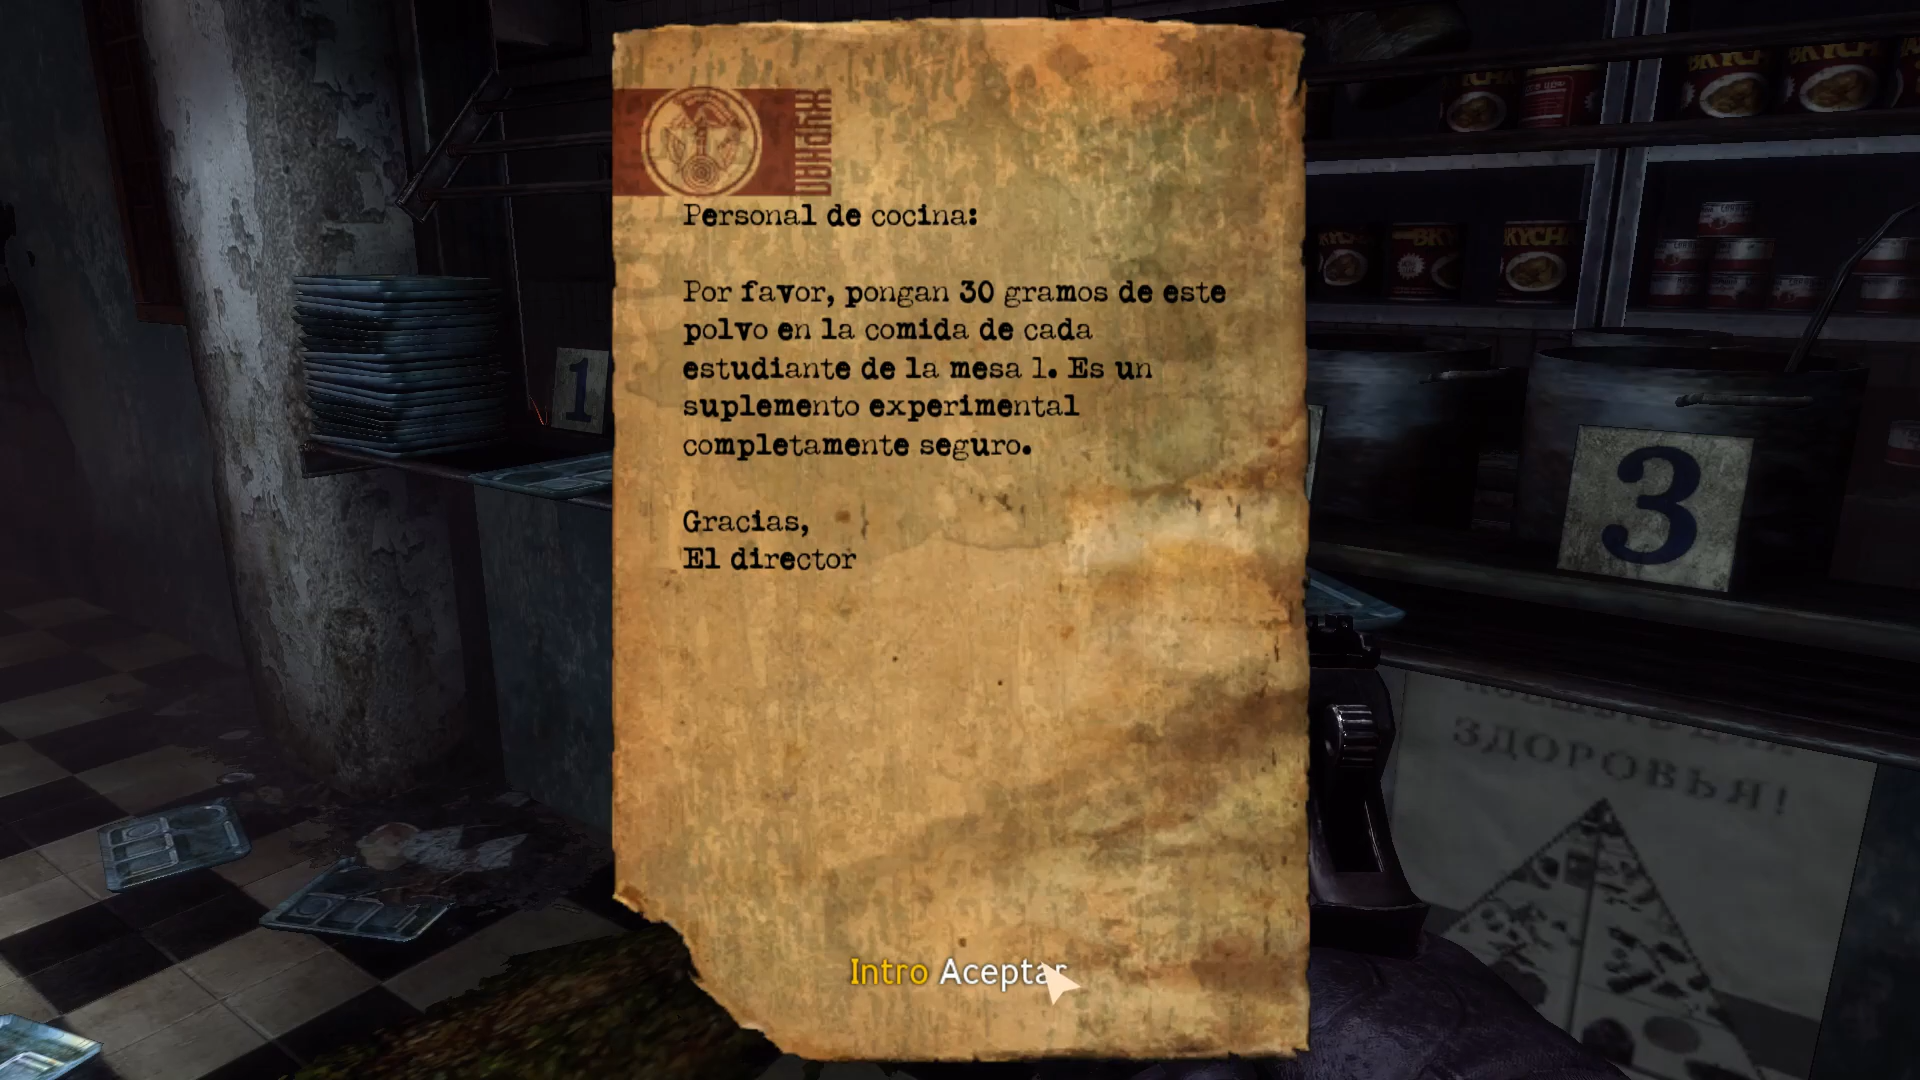 Personal de cocina:
Por favor, pongan 30 gramos de este
polvo en la comida de cada
estudiante de la mesa 1. Es un
suplemento experimental
completamente seguro.
Gracias,
El director
Intro Aceptar
1
3
ВКУСНА
ЗДОРОВЬЯ!